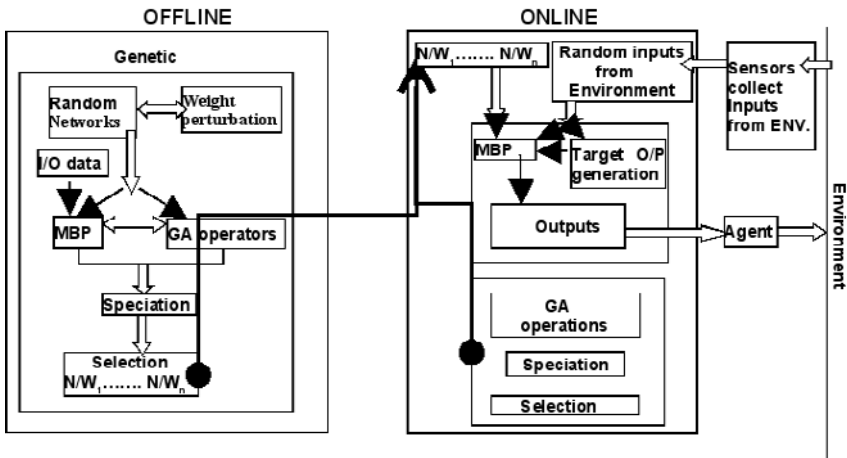 OFFLINE
Genetic
Random
Networks
Weight
perturbation
I/O data
MBP
GA operators
Speciation
Selection
N/W1....... N/Wn
ONLINE
N/W1....... N/Wn
Random inputs
from
Environment
Sensors
collect
Inputs
from ENV.
MBP
Target O/P
generation
Outputs
Agent
Environment
GA
operations
Speciation
Selection